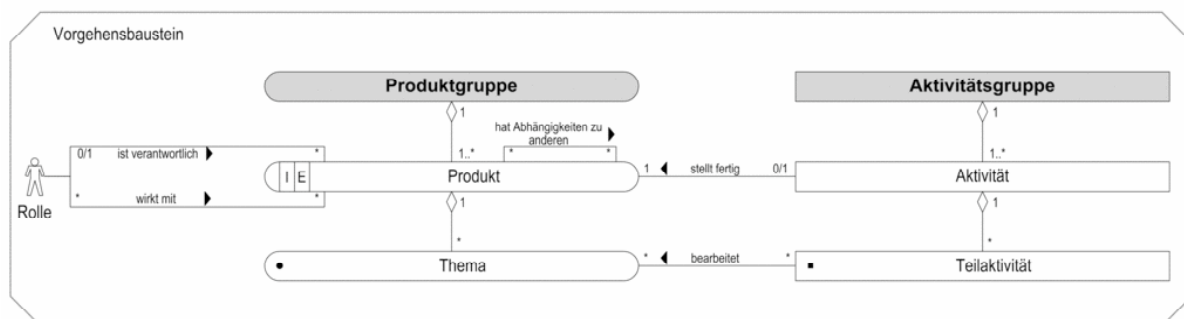 Vorgehensbaustein
Produktgruppe
Aktivitätsgruppe
1
1
hat Abhängigkeiten zu
anderen
0/1 ist verantwortlich *
1..*
* *
1..*
I E Produkt
1 stellt fertig 0/1
Aktivität
* wirkt mit *
Rolle
1
1
*
*
Thema
* bearbeitet *
Teilaktivität